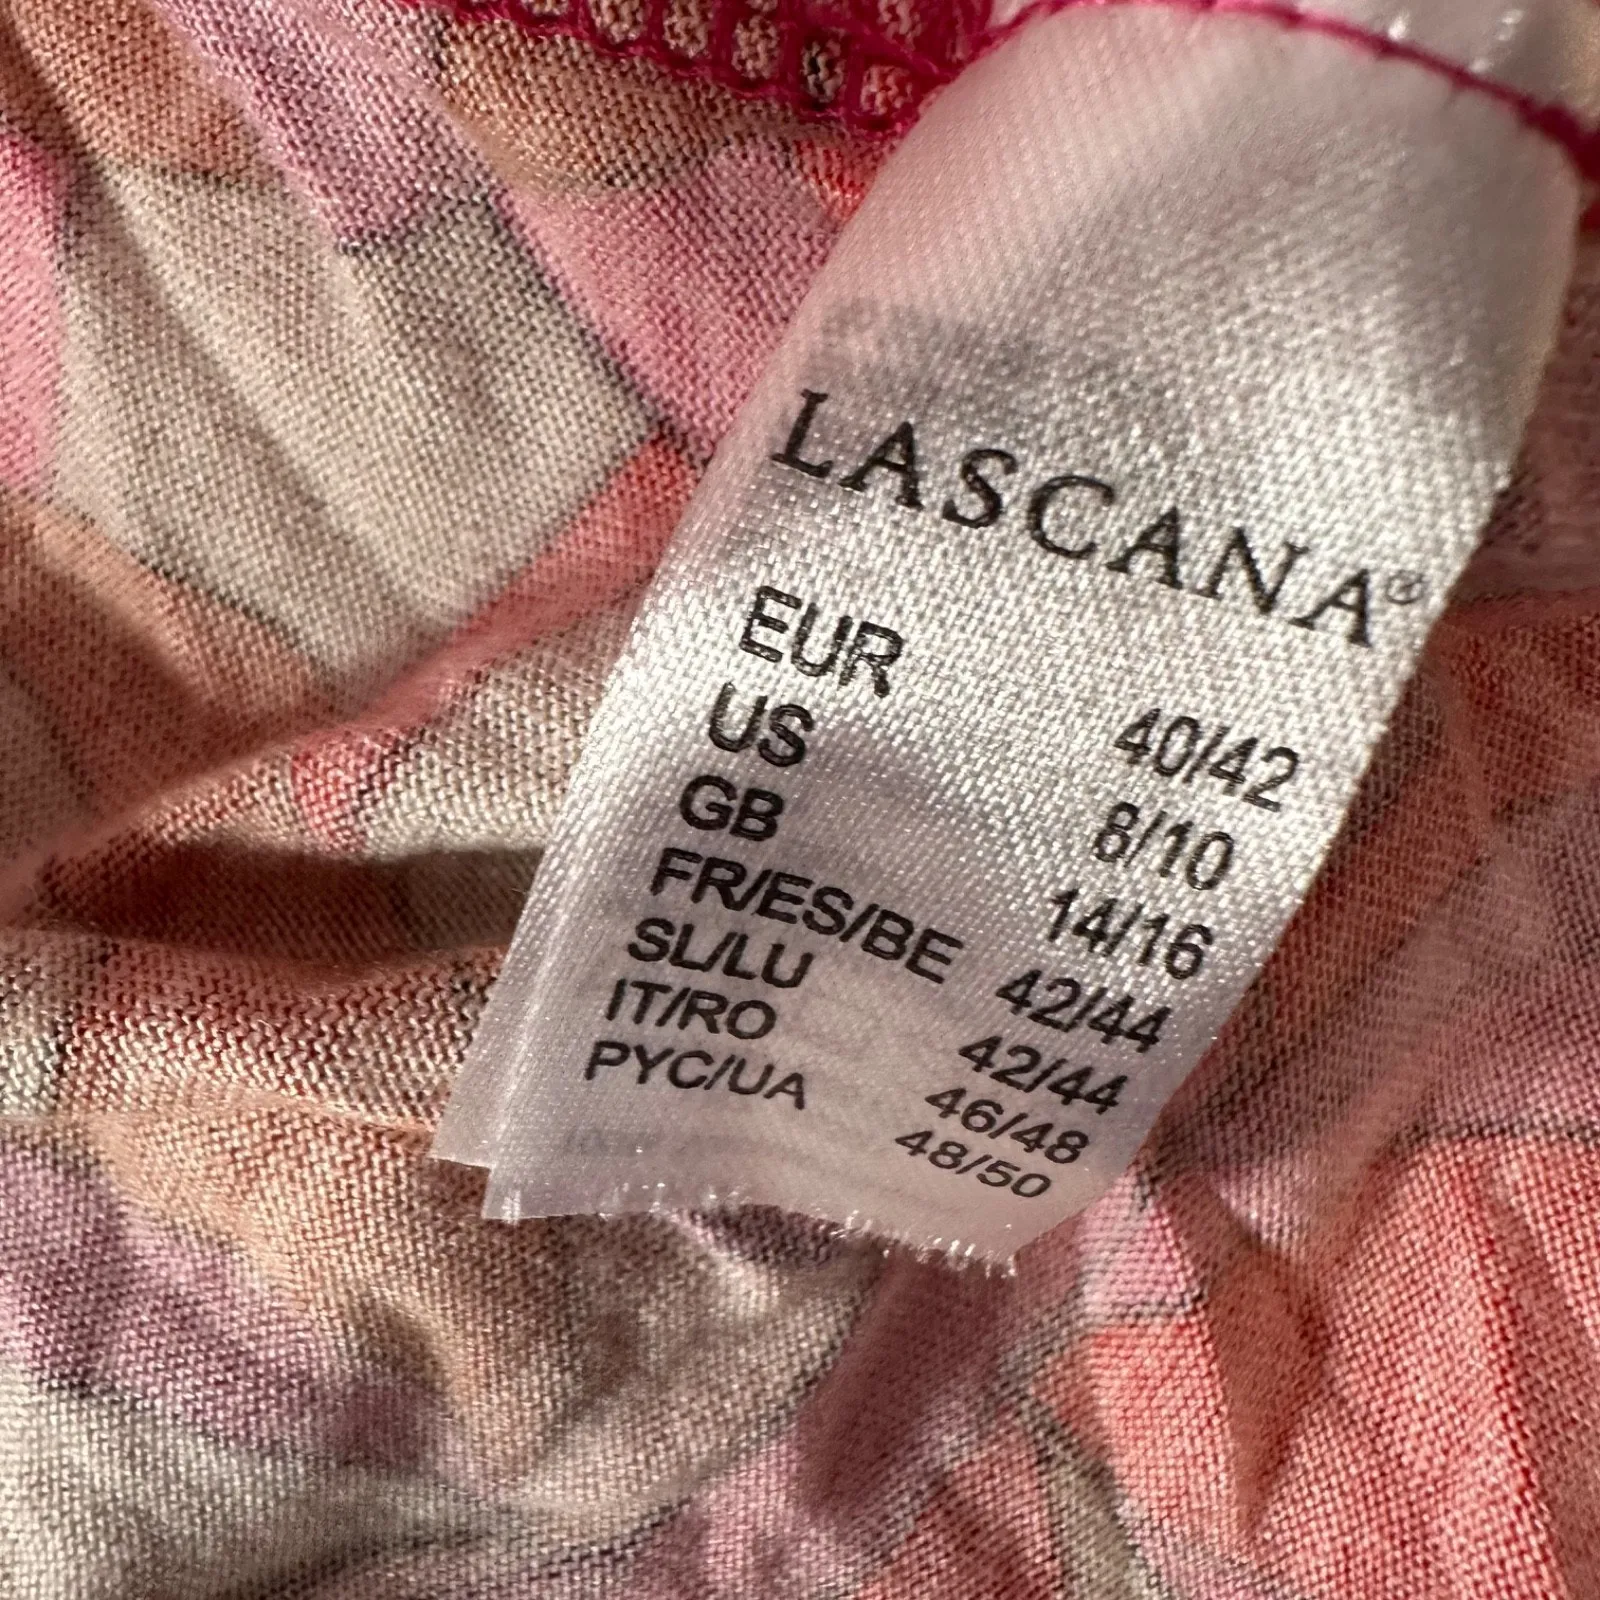 LASCANA®
EUR 40/42
US 8/10
GB 14/16
FR/ES/BE 42/44
SL/LU 42/44
IT/RO 46/48
РУС/UA 48/50